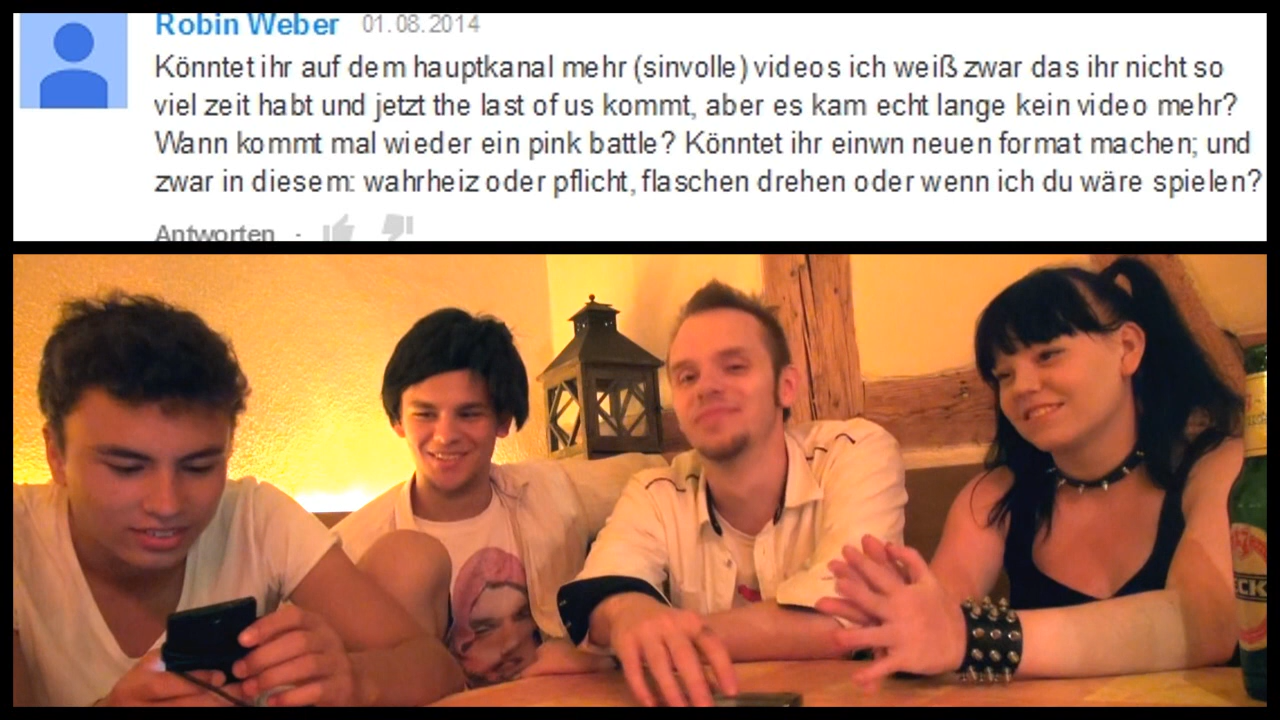 Robin Weber 01.08.2014
Könntet ihr auf dem hauptkanal mehr (sinvolle) videos ich weiß zwar das ihr nicht so
viel zeit habt und jetzt the last of us kommt, aber es kam echt lange kein video mehr?
Wann kommt mal wieder ein pink battle? Könntet ihr einwn neuen format machen; und
zwar in diesem: wahrheiz oder pflicht, flaschen drehen oder wenn ich du wäre spielen?
Antworten ·
ECK